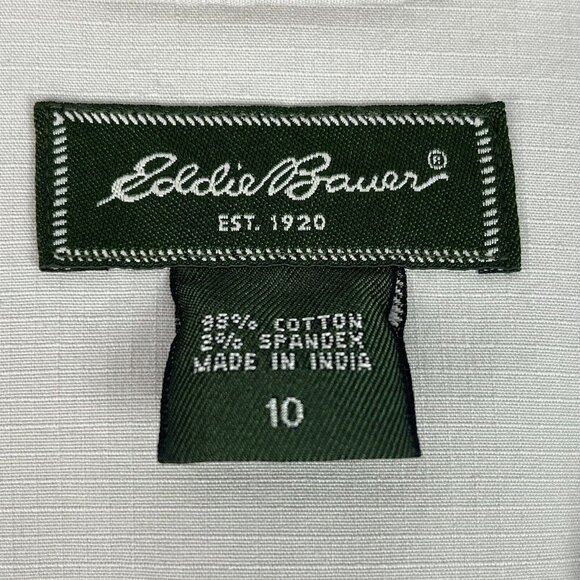 Eddie Bauer®
EST. 1920
98% COTTON
2% SPANDEX
MADE IN INDIA
10